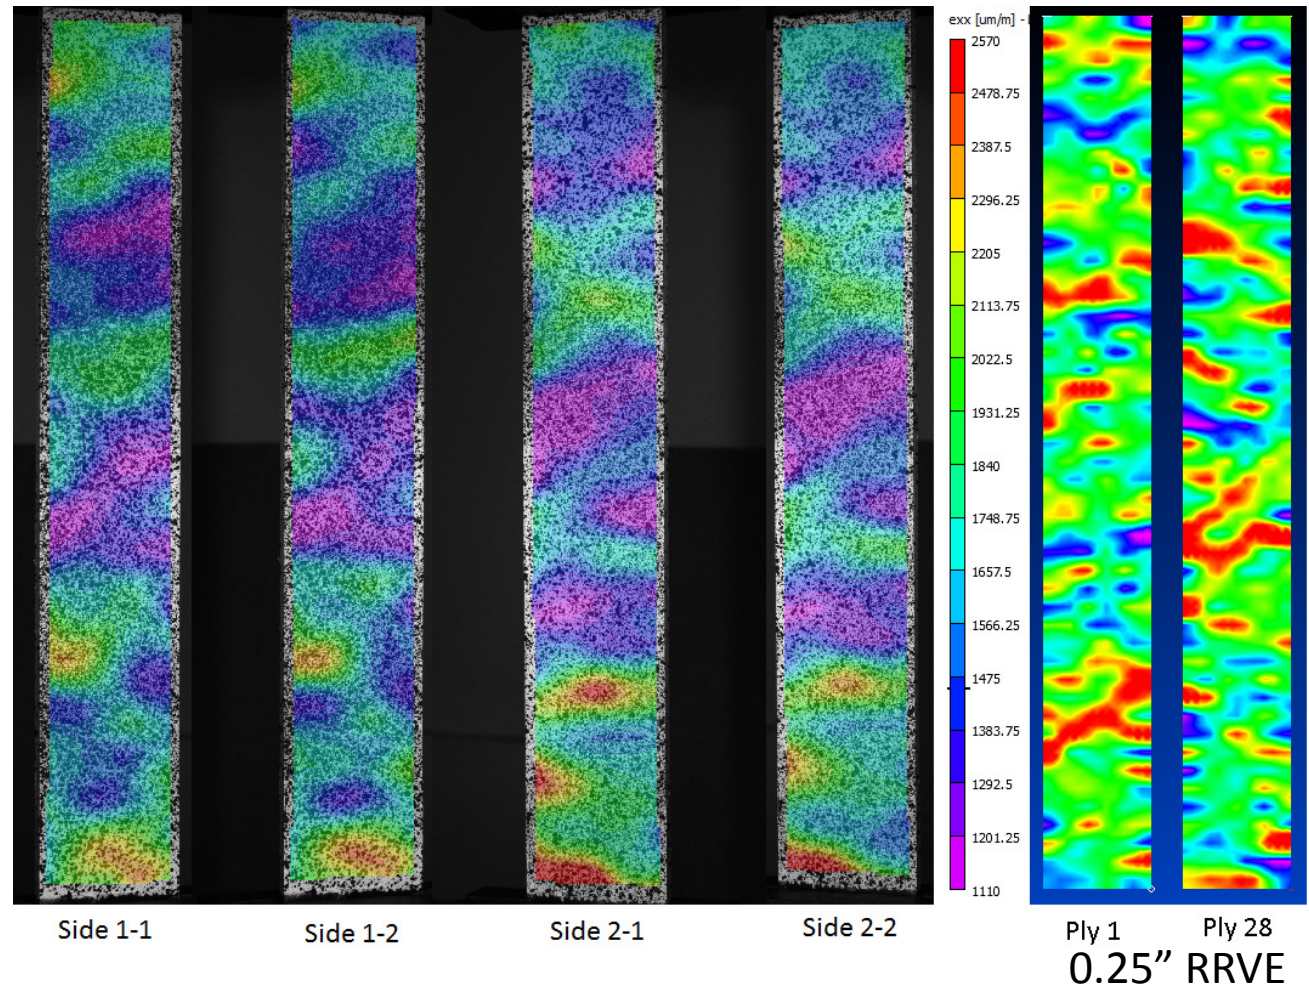 exx [um/m] -
2570
2478.75
2387.5
2296.25
2205
2113.75
2022.5
1931.25
1840
1748.75
1657.5
1566.25
1475
1383.75
1292.5
1201.25
1110
Side 1-1
Side 1-2
Side 2-1
Side 2-2
Ply 1
Ply 28
0.25” RRVE